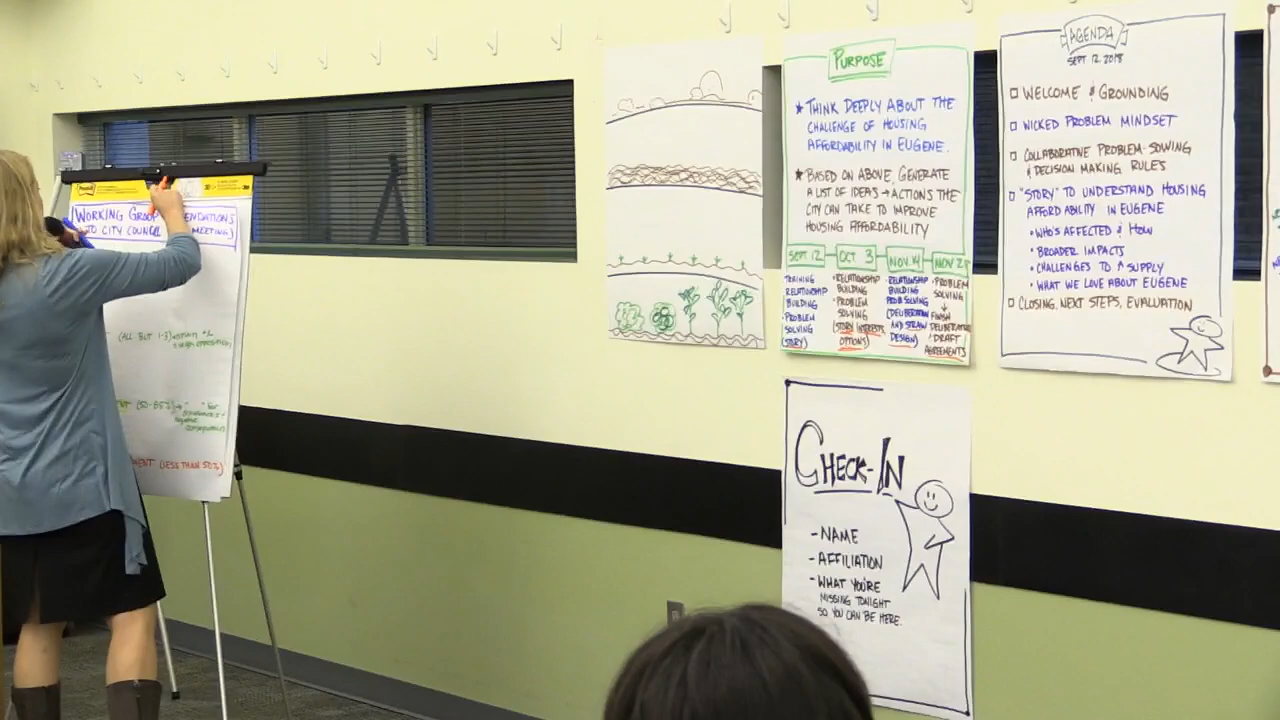 Post-it
WORKING GROUP
TO CITY COUNCIL MEETING)
(ALL BUT 1-3)
(50-85%)
(LESS THAN 50%)
PURPOSE
★ THINK DEEPLY ABOUT THE
CHALLENGE OF HOUSING
AFFORDABILITY IN EUGENE.
★ BASED ON ABOVE, GENERATE
A LIST OF IDEAS → ACTIONS THE
CITY CAN TAKE TO IMPROVE
HOUSING AFFORDABILITY
SEPT 12 OCT 3 NOV. 14 NOV 28
TRAINING
RELATIONSHIP
BUILDING
PROBLEM
SOLVING
(STORY)
• RELATIONSHIP
BUILDING
• PROBLEM
SOLVING
(STORY INTERESTS,
OPTIONS)
• RELATIONSHIP
BUILDING
PROB SOLVING
(DELIBERATION
AND STRAW
DESIGN)
• PROBLEM
SOLVING
↓
FINISH
• DRAFT
AGREEMENTS
AGENDA
SEPT. 12, 2018
□ WELCOME & GROUNDING
□ WICKED PROBLEM MINDSET
□ COLLABORATIVE PROBLEM-SOLVING
& DECISION MAKING RULES
□ "STORY" TO UNDERSTAND HOUSING
AFFORDABILITY IN EUGENE
• WHO'S AFFECTED & HOW
• BROADER IMPACTS
• CHALLENGES TO ↑ SUPPLY
• WHAT WE LOVE ABOUT EUGENE
□ CLOSING, NEXT STEPS, EVALUATION
CHECK-IN
- NAME
- AFFILIATION
- WHAT YOU'RE
MISSING TONIGHT
SO YOU CAN BE HERE.